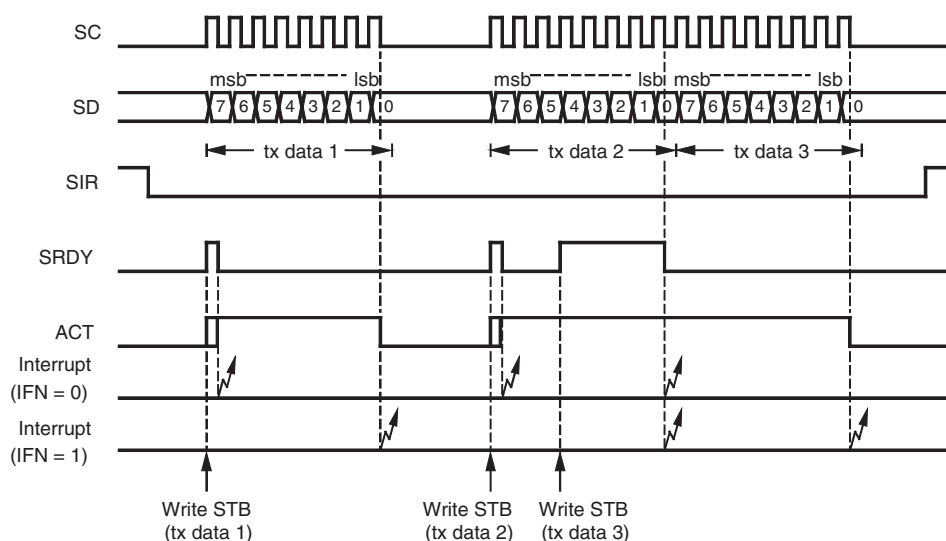 SC
msb lsb msb lsb msb lsb
SD
7 6 5 4 3 2 1 0 7 6 5 4 3 2 1 0 7 6 5 4 3 2 1 0
tx data 1 tx data 2 tx data 3
SIR
SRDY
ACT
Interrupt
(IFN = 0)
Interrupt
(IFN = 1)
Write STB Write STB Write STB
(tx data 1) (tx data 2) (tx data 3)